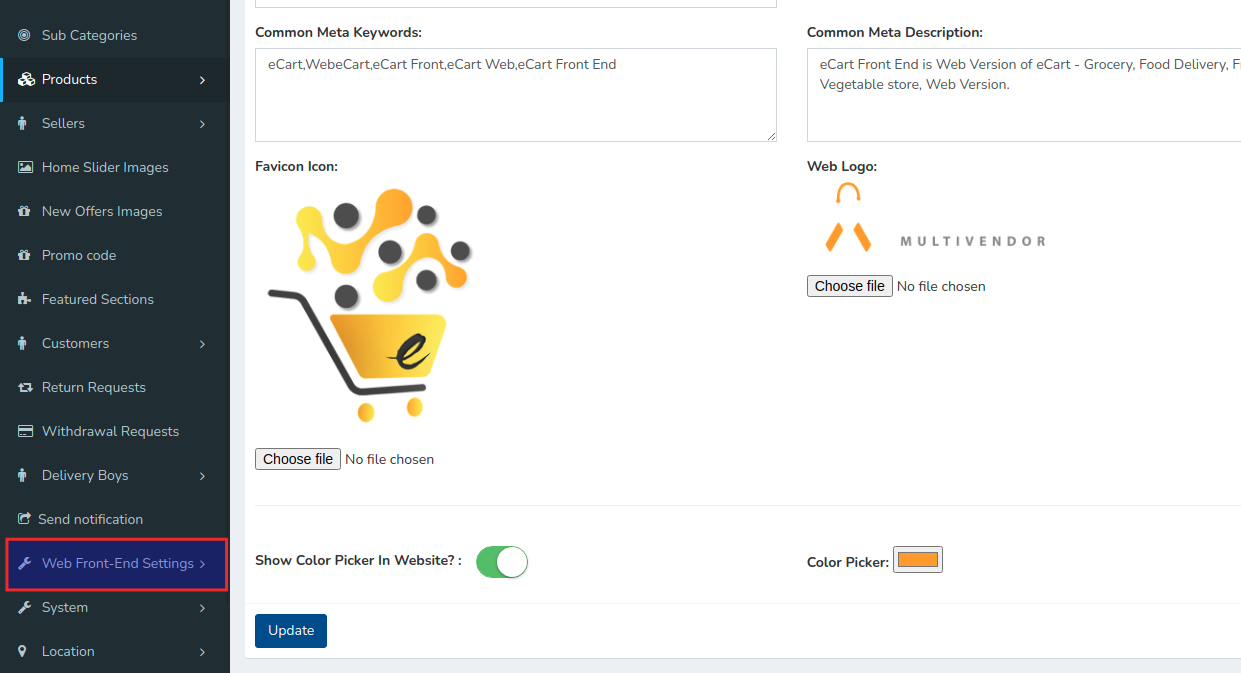 Sub Categories
Products
Sellers
Home Slider Images
New Offers Images
Promo code
Featured Sections
Customers
Return Requests
Withdrawal Requests
Delivery Boys
Send notification
Web Front-End Settings
System
Location
Common Meta Keywords:
eCart,WebeCart,eCart Front,eCart Web,eCart Front End
Common Meta Description:
eCart Front End is Web Version of eCart - Grocery, Food Delivery,
Vegetable store, Web Version.
Favicon Icon:
e
Choose file No file chosen
Web Logo:
MULTIVENDOR
Choose file No file chosen
Show Color Picker In Website? :
Color Picker:
Update